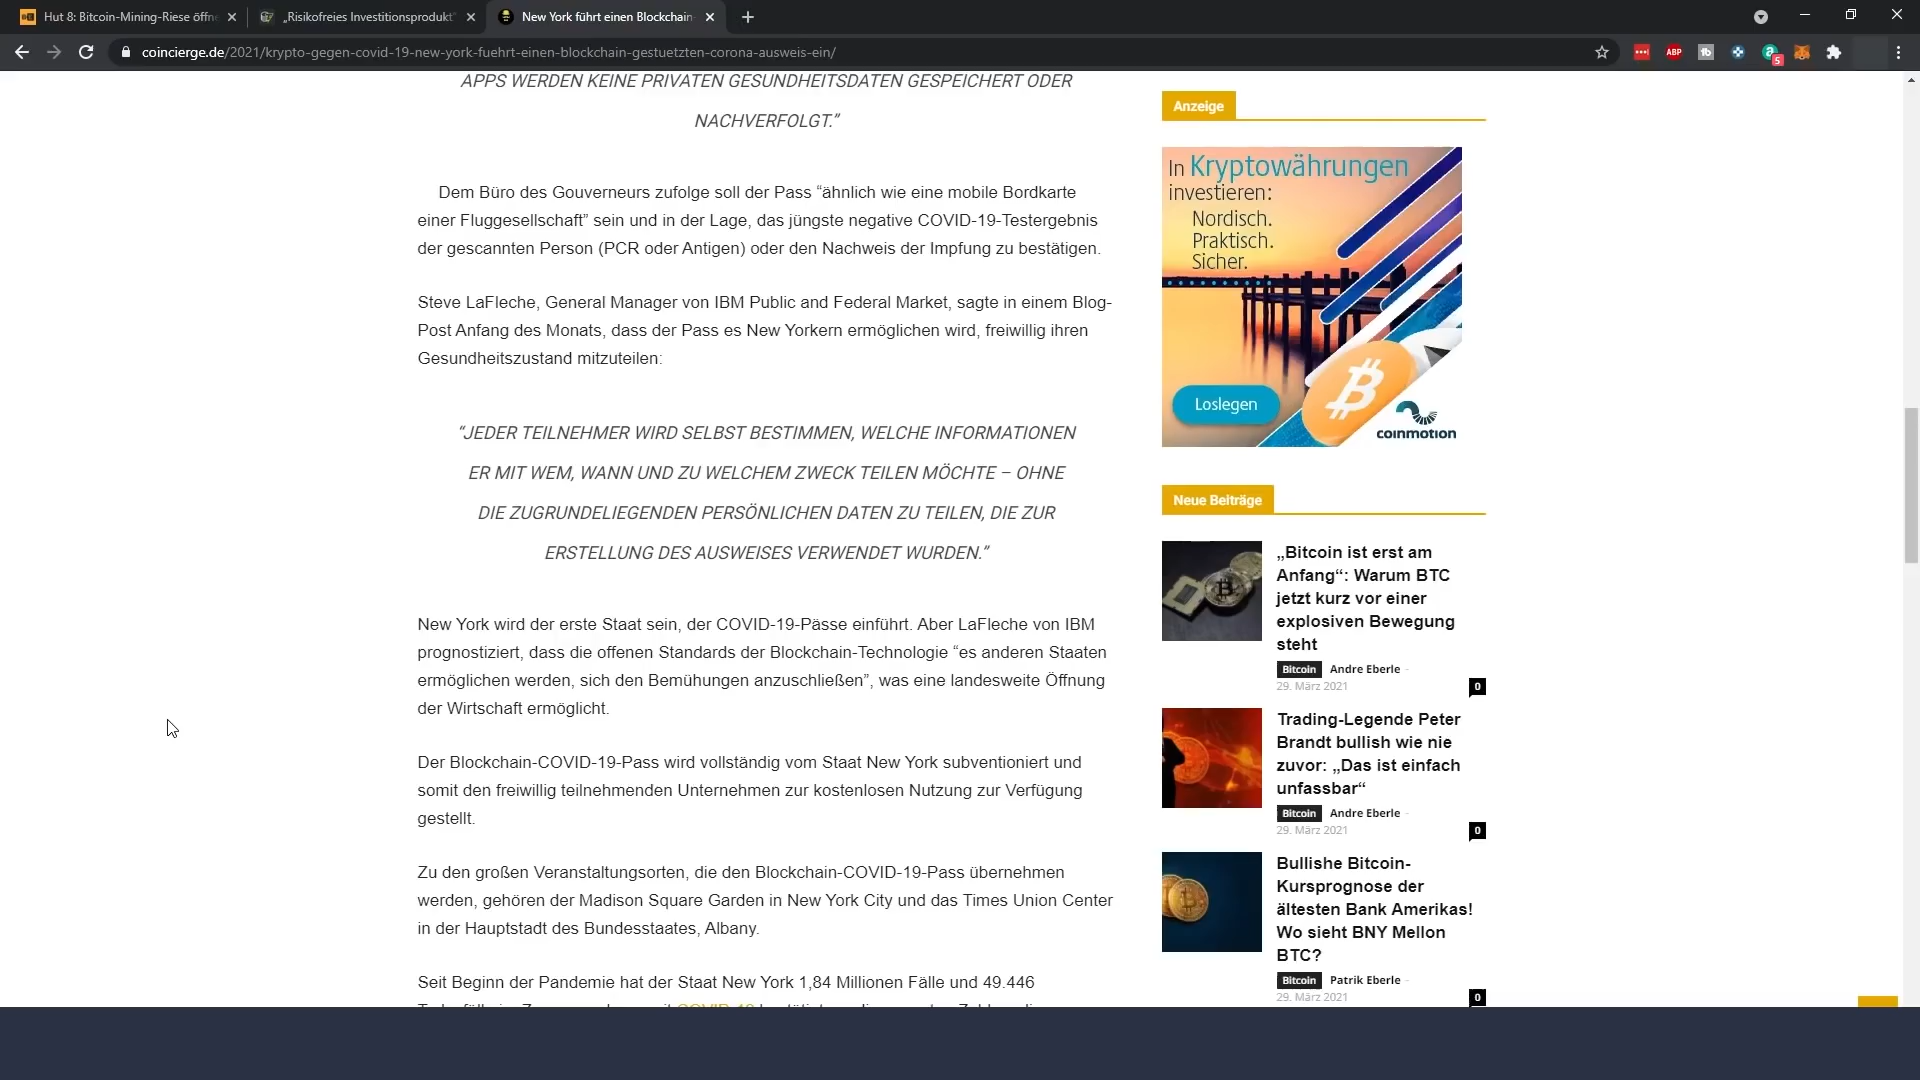 Hut 8: Bitcoin-Mining-Riese öffn
„Risikofreies Investitionsprodukt“
New York führt einen Blockchain-
coincierge.de/2021/krypto-gegen-covid-19-new-york-fuehrt-einen-blockchain-gestuetzten-corona-ausweis-ein/
ABP
5
APPS WERDEN KEINE PRIVATEN GESUNDHEITSDATEN GESPEICHERT ODER
NACHVERFOLGT.”
Dem Büro des Gouverneurs zufolge soll der Pass “ähnlich wie eine mobile Bordkarte
einer Fluggesellschaft” sein und in der Lage, das jüngste negative COVID-19-Testergebnis
der gescannten Person (PCR oder Antigen) oder den Nachweis der Impfung zu bestätigen.
Steve LaFleche, General Manager von IBM Public and Federal Market, sagte in einem Blog-
Post Anfang des Monats, dass der Pass es New Yorkern ermöglichen wird, freiwillig ihren
Gesundheitszustand mitzuteilen:
“JEDER TEILNEHMER WIRD SELBST BESTIMMEN, WELCHE INFORMATIONEN
ER MIT WEM, WANN UND ZU WELCHEM ZWECK TEILEN MÖCHTE – OHNE
DIE ZUGRUNDELIEGENDEN PERSÖNLICHEN DATEN ZU TEILEN, DIE ZUR
ERSTELLUNG DES AUSWEISES VERWENDET WURDEN.”
New York wird der erste Staat sein, der COVID-19-Pässe einführt. Aber LaFleche von IBM
prognostiziert, dass die offenen Standards der Blockchain-Technologie “es anderen Staaten
ermöglichen werden, sich den Bemühungen anzuschließen”, was eine landesweite Öffnung
der Wirtschaft ermöglicht.
Der Blockchain-COVID-19-Pass wird vollständig vom Staat New York subventioniert und
somit den freiwillig teilnehmenden Unternehmen zur kostenlosen Nutzung zur Verfügung
gestellt.
Zu den großen Veranstaltungsorten, die den Blockchain-COVID-19-Pass übernehmen
werden, gehören der Madison Square Garden in New York City und das Times Union Center
in der Hauptstadt des Bundesstaates, Albany.
Seit Beginn der Pandemie hat der Staat New York 1,84 Millionen Fälle und 49.446
Anzeige
In Kryptowährungen
investieren:
Nordisch.
Praktisch.
Sicher.
Loslegen
coinmotion
Neue Beiträge
„Bitcoin ist erst am
Anfang“: Warum BTC
jetzt kurz vor einer
explosiven Bewegung
steht
Bitcoin Andre Eberle -
29. März 2021
0
Trading-Legende Peter
Brandt bullish wie nie
zuvor: „Das ist einfach
unfassbar“
Bitcoin Andre Eberle -
29. März 2021
0
Bullishe Bitcoin-
Kursprognose der
ältesten Bank Amerikas!
Wo sieht BNY Mellon
BTC?
Bitcoin Patrik Eberle -
29. März 2021
0